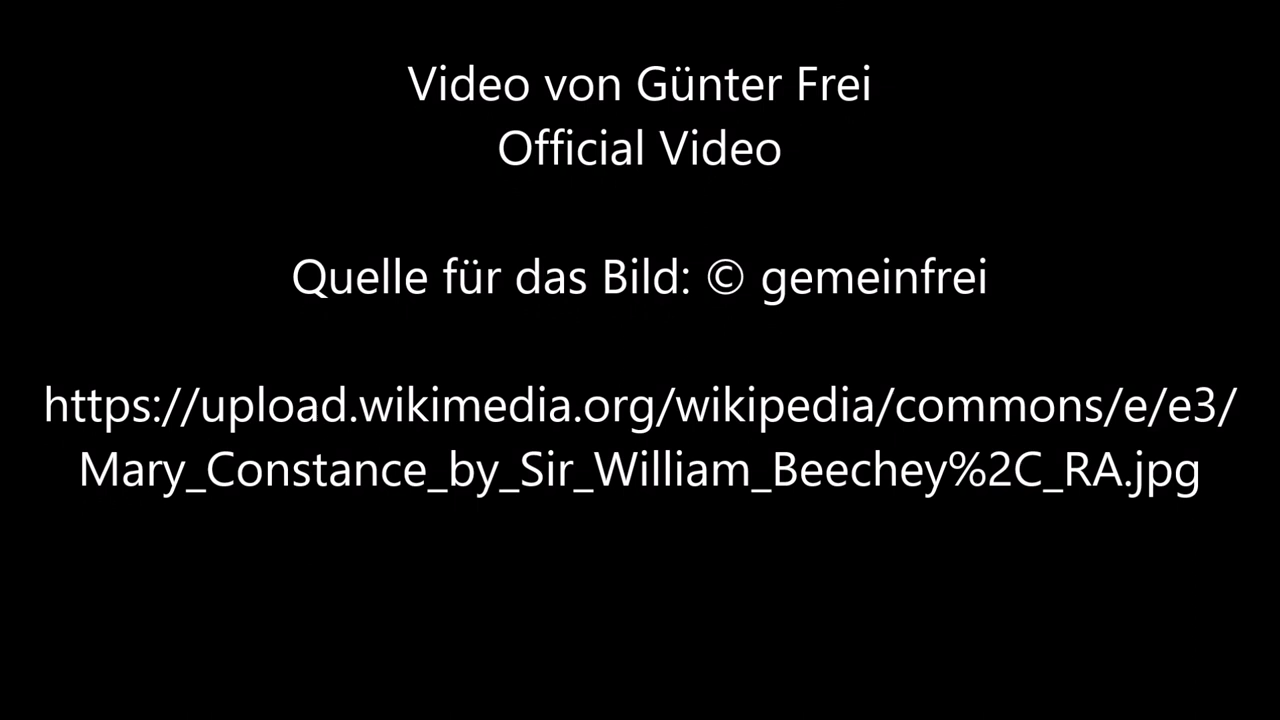 Video von Günter Frei
Official Video
Quelle für das Bild: © gemeinfrei
https://upload.wikimedia.org/wikipedia/commons/e/e3/
Mary_Constance_by_Sir_William_Beechey%2C_RA.jpg